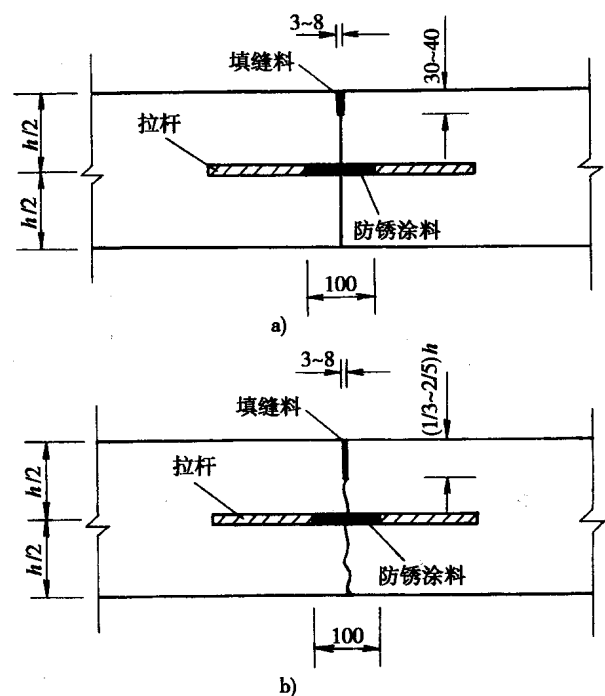 3~8
30~40
填缝料
h/2
拉杆
h/2
防锈涂料
100
a)
3~8
(1/3~2/5)h
填缝料
h/2
拉杆
h/2
防锈涂料
100
b)